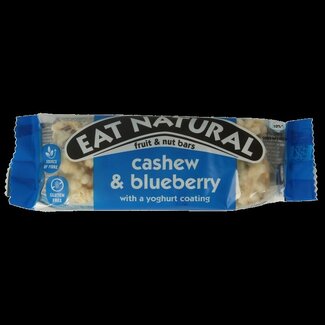 EAT NATURAL
fruit & nut bars
cashew
& blueberry
with a yoghurt coating
SOURCE
OF FIBRE
GLUTEN
FREE